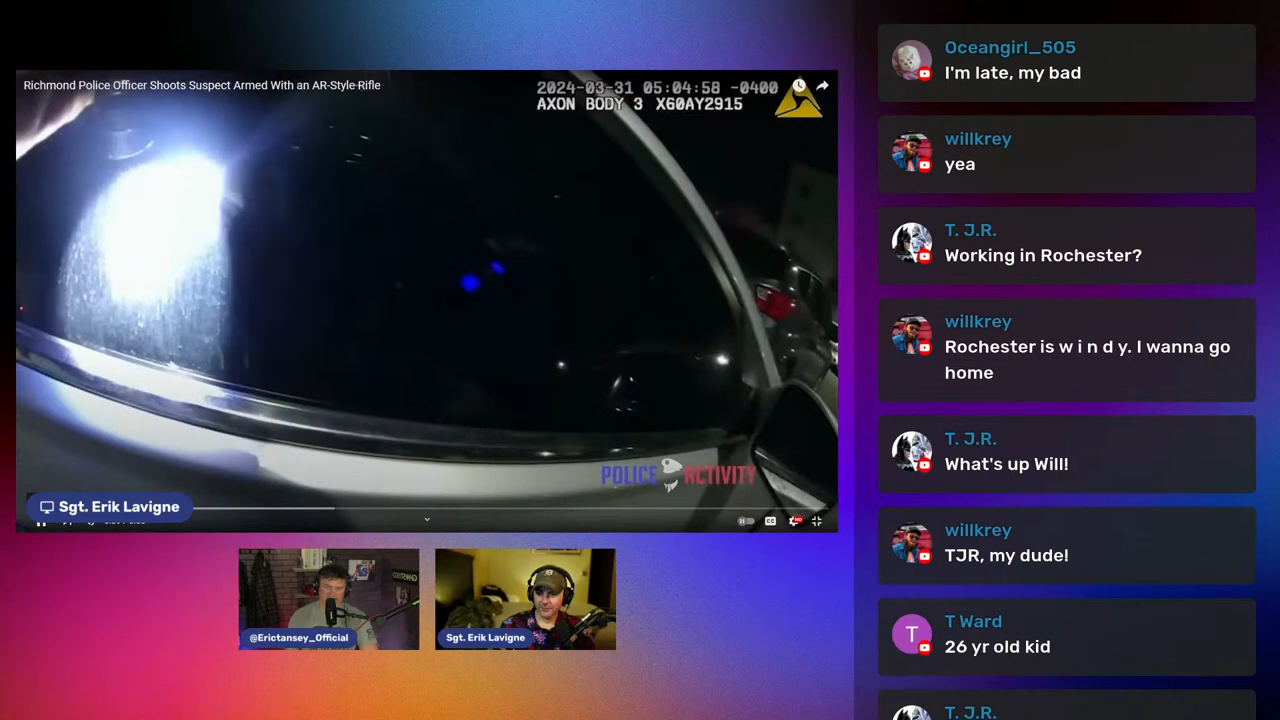 Richmond Police Officer Shoots Suspect Armed With an AR-Style Rifle
2024-03-31 05:04:58 -0400
AXON BODY 3 X60AY2915
POLICE ACTIVITY
Sgt. Erik Lavigne
@Erictansey_Official
Sgt. Erik Lavigne
Oceangirl_505
I'm late, my bad
willkrey
yea
T. J.R.
Working in Rochester?
willkrey
Rochester is w i n d y. I wanna go
home
T. J.R.
What's up Will!
willkrey
TJR, my dude!
T
T Ward
26 yr old kid
T. J.R.